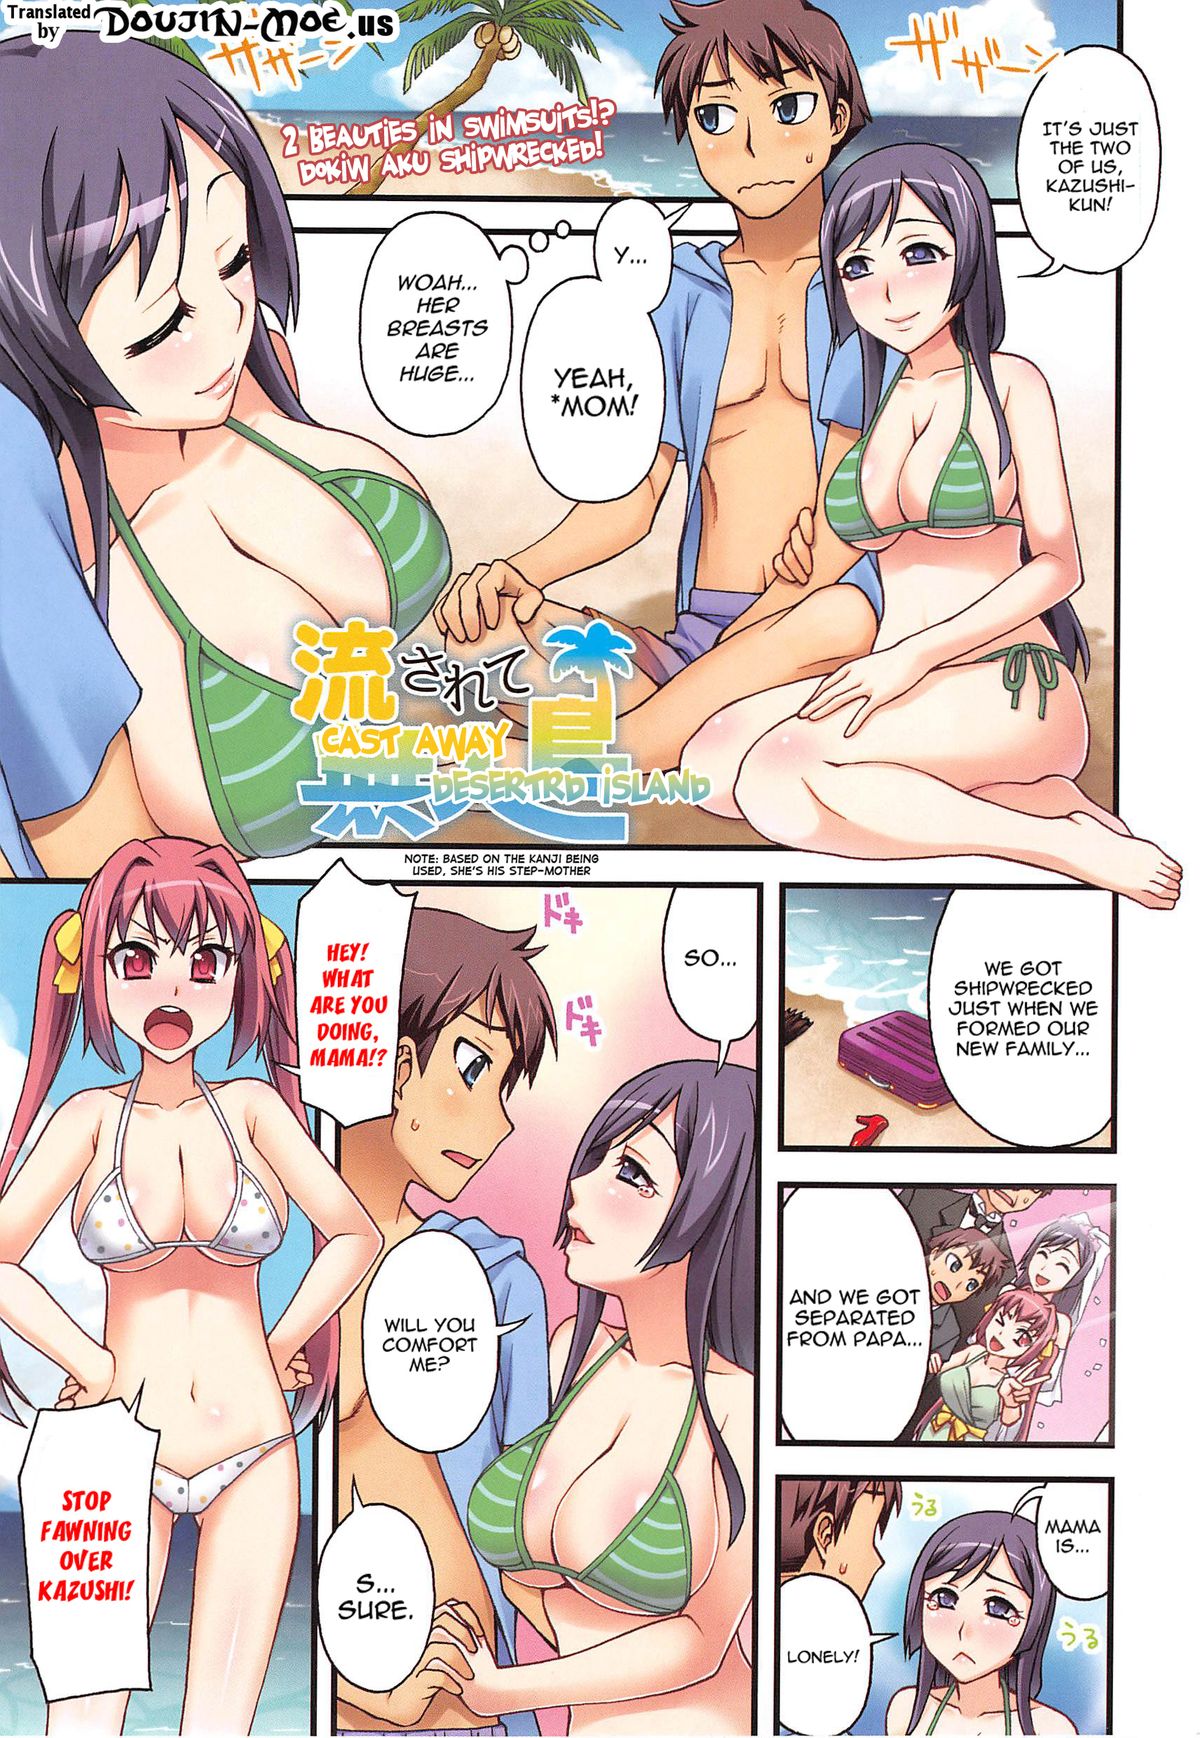 Translated
by DOUJIN-MOE.us
ザザーン
ザザーン
2 BEAUTIES IN SWIMSUITS!?
DOKIW AKU SHIPWRECKED!
IT'S JUST
THE TWO
OF US,
KAZUSHI-
KUN!
Y...
YEAH,
*MOM!
WOAH...
HER
BREASTS
ARE
HUGE...
流されて
CAST AWAY
無人島
DESERTRD ISLAND
NOTE: BASED ON THE KANJI BEING
USED, SHE'S HIS STEP-MOTHER
WE GOT
SHIPWRECKED
JUST WHEN WE
FORMED OUR
NEW FAMILY...
AND WE GOT
SEPARATED
FROM PAPA...
MAMA
IS...
うる
うる
LONELY!
SO...
ドキ
ドキ
WILL YOU
COMFORT
ME?
S...
SURE.
HEY!
WHAT
ARE YOU
DOING,
MAMA!?
STOP
FAWNING
OVER
KAZUSHI!